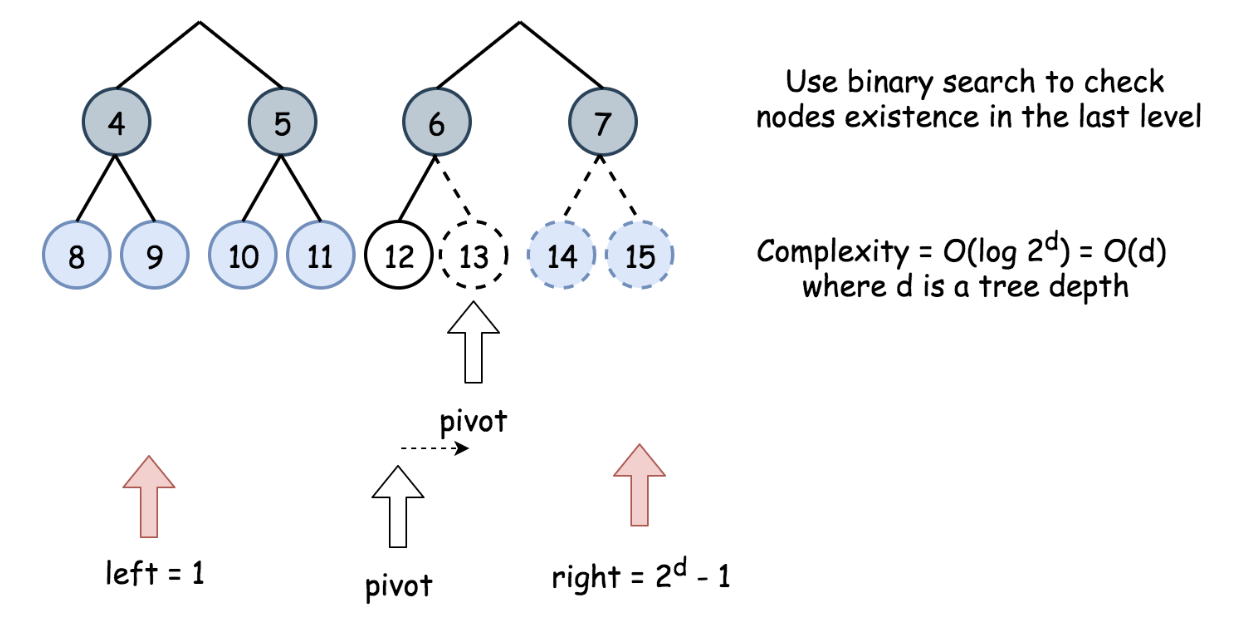 4 5 6 7
Use binary search to check
nodes existence in the last level
8 9 10 11 12 13 14 15
Complexity = O(log 2^d) = O(d)
where d is a tree depth
pivot
left = 1
pivot
right = 2^d - 1